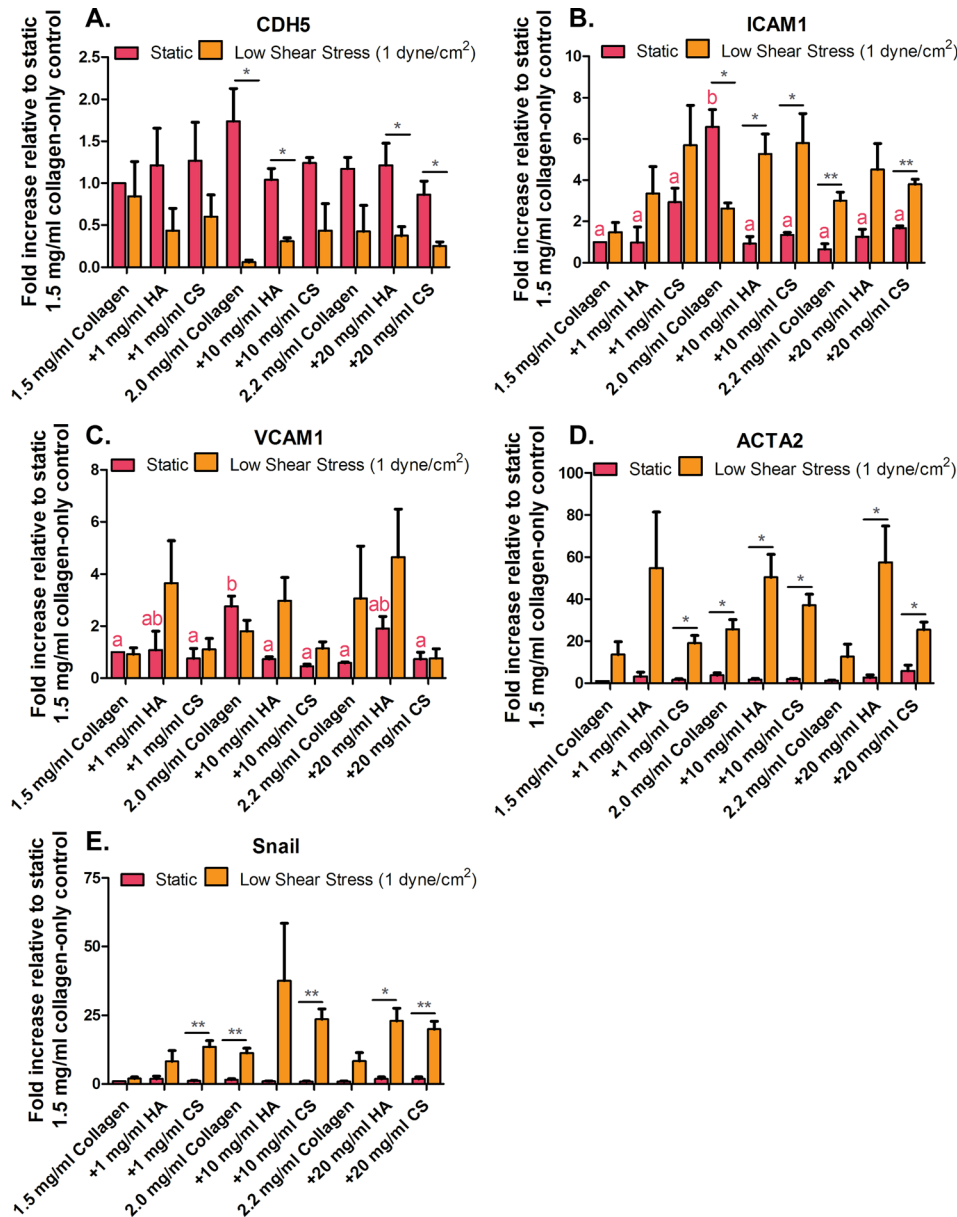 A.
CDH5
Static
Low Shear Stress (1 dyne/cm²)
Fold increase relative to static
1.5 mg/ml collagen-only control
2.5
2.0
1.5
1.0
0.5
0.0
*
*
*
*
1.5 mg/ml Collagen
+1 mg/ml HA
+1 mg/ml CS
2.0 mg/ml Collagen
+10 mg/ml HA
+10 mg/ml CS
2.2 mg/ml Collagen
+20 mg/ml HA
+20 mg/ml CS
B.
ICAM1
Static
Low Shear Stress (1 dyne/cm²)
Fold increase relative to static
1.5 mg/ml collagen-only control
10
8
6
4
2
0
a
a
a
b
*
a
*
a
*
a
**
a
a
**
1.5 mg/ml Collagen
+1 mg/ml HA
+1 mg/ml CS
2.0 mg/ml Collagen
+10 mg/ml HA
+10 mg/ml CS
2.2 mg/ml Collagen
+20 mg/ml HA
+20 mg/ml CS
C.
VCAM1
Static
Low Shear Stress (1 dyne/cm²)
Fold increase relative to static
1.5 mg/ml collagen-only control
8
6
4
2
0
a
ab
a
b
a
a
a
ab
a
1.5 mg/ml Collagen
+1 mg/ml HA
+1 mg/ml CS
2.0 mg/ml Collagen
+10 mg/ml HA
+10 mg/ml CS
2.2 mg/ml Collagen
+20 mg/ml HA
+20 mg/ml CS
D.
ACTA2
Static
Low Shear Stress (1 dyne/cm²)
Fold increase relative to static
1.5 mg/ml collagen-only control
100
80
60
40
20
0
*
*
*
*
*
*
1.5 mg/ml Collagen
+1 mg/ml HA
+1 mg/ml CS
2.0 mg/ml Collagen
+10 mg/ml HA
+10 mg/ml CS
2.2 mg/ml Collagen
+20 mg/ml HA
+20 mg/ml CS
E.
Snail
Static
Low Shear Stress (1 dyne/cm²)
Fold increase relative to static
1.5 mg/ml collagen-only control
75
50
25
0
**
**
**
*
**
1.5 mg/ml Collagen
+1 mg/ml HA
+1 mg/ml CS
2.0 mg/ml Collagen
+10 mg/ml HA
+10 mg/ml CS
2.2 mg/ml Collagen
+20 mg/ml HA
+20 mg/ml CS